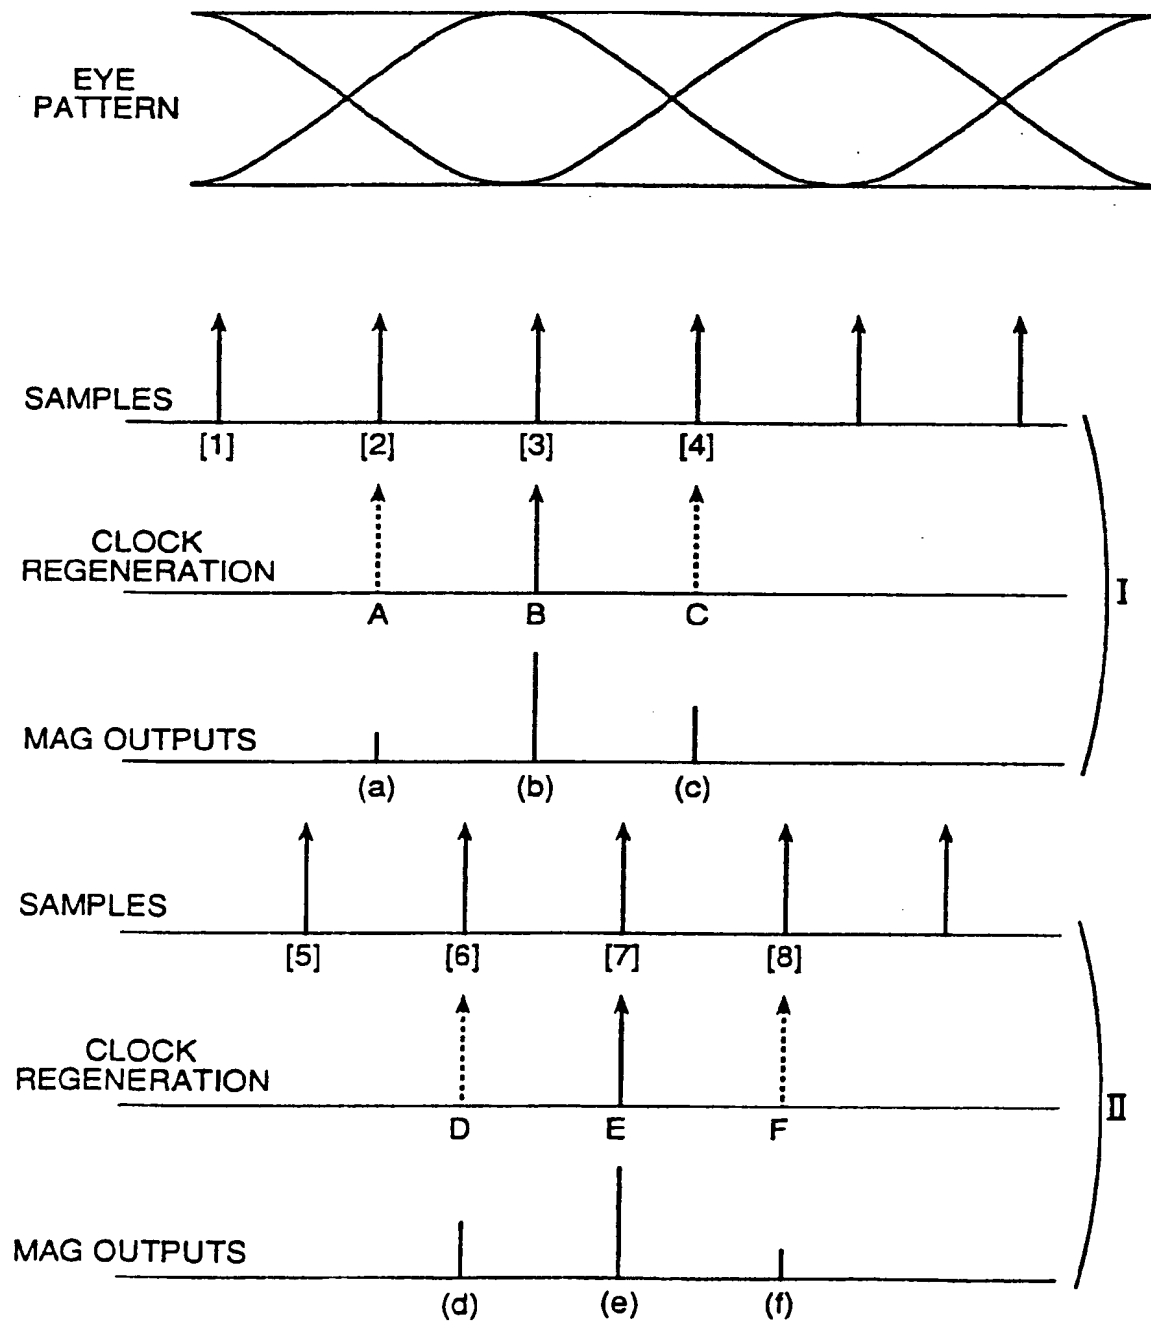 EYE
PATTERN
SAMPLES
[1] [2] [3] [4]
CLOCK
REGENERATION
A B C
I
MAG OUTPUTS
(a) (b) (c)
SAMPLES
[5] [6] [7] [8]
CLOCK
REGENERATION
D E F
II
MAG OUTPUTS
(d) (e) (f)